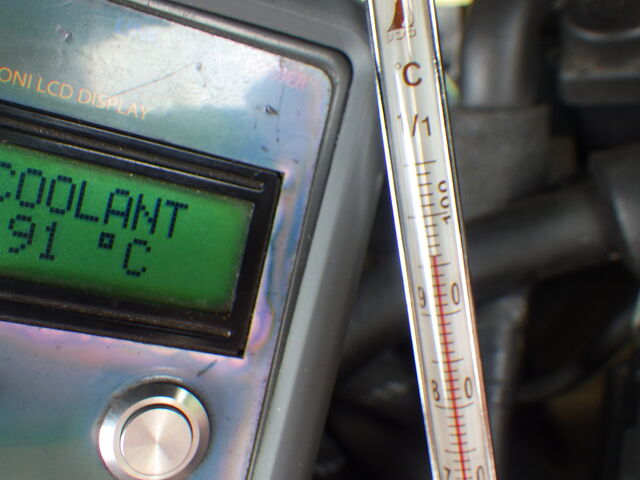 ONI LCD DISPLAY
COOLANT
91 °C
°C
1/1
100
90
80